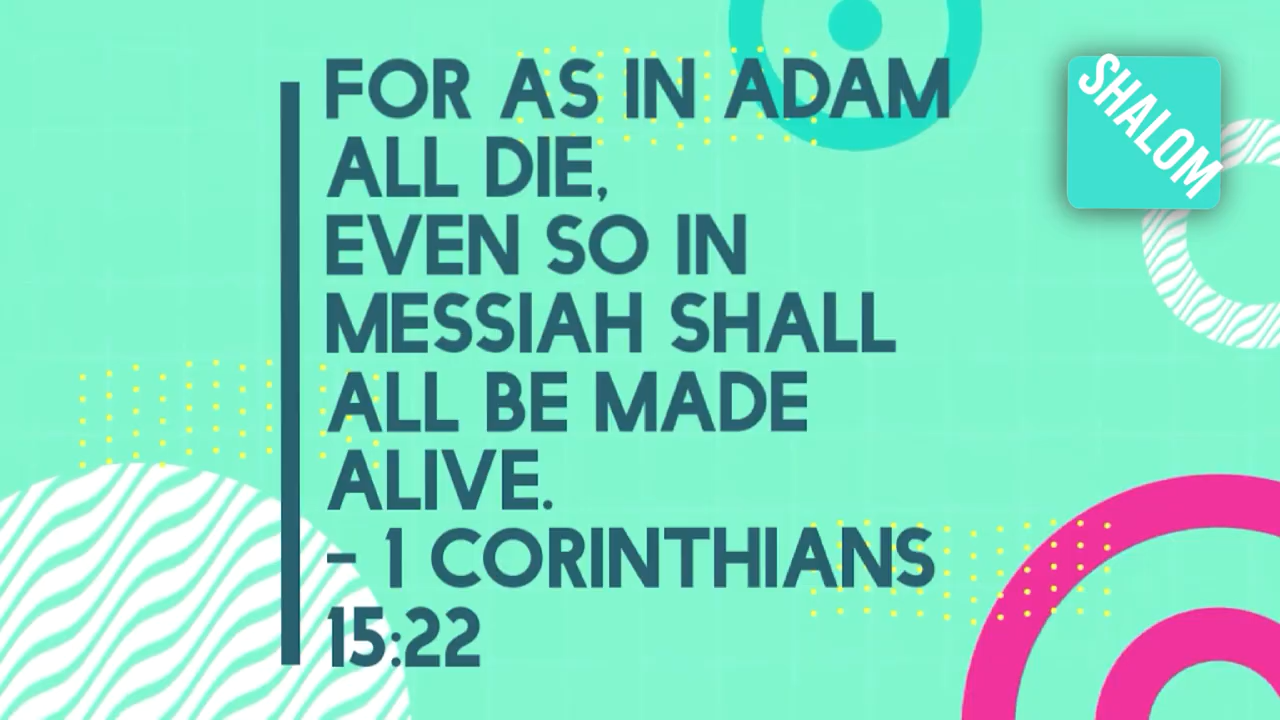 FOR AS IN ADAM
ALL DIE,
EVEN SO IN
MESSIAH SHALL
ALL BE MADE
ALIVE.
- 1 CORINTHIANS
15:22
SHALOM